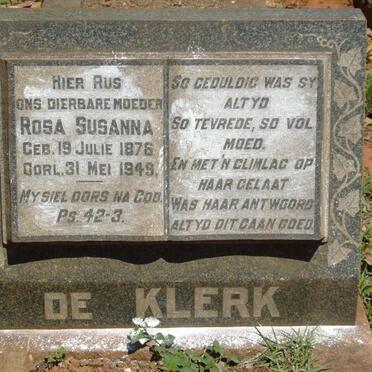 HIER RUS
ONS DIERBARE MOEDER
ROSA SUSANNA
GEB. 19 JULIE 1876
OORL. 31 MEI 1949.
MY SIEL DORS NA GOD.
PS. 42-3.
SO GEDULDIG WAS SY
ALTYD
SO TEVREDE, SO VOL
MOED.
EN MET'N GLIMLAG OP
HAAR GELAAT
WAS HAAR ANTWOORD
ALTYD DIT GAAN GOED.
DE KLERK